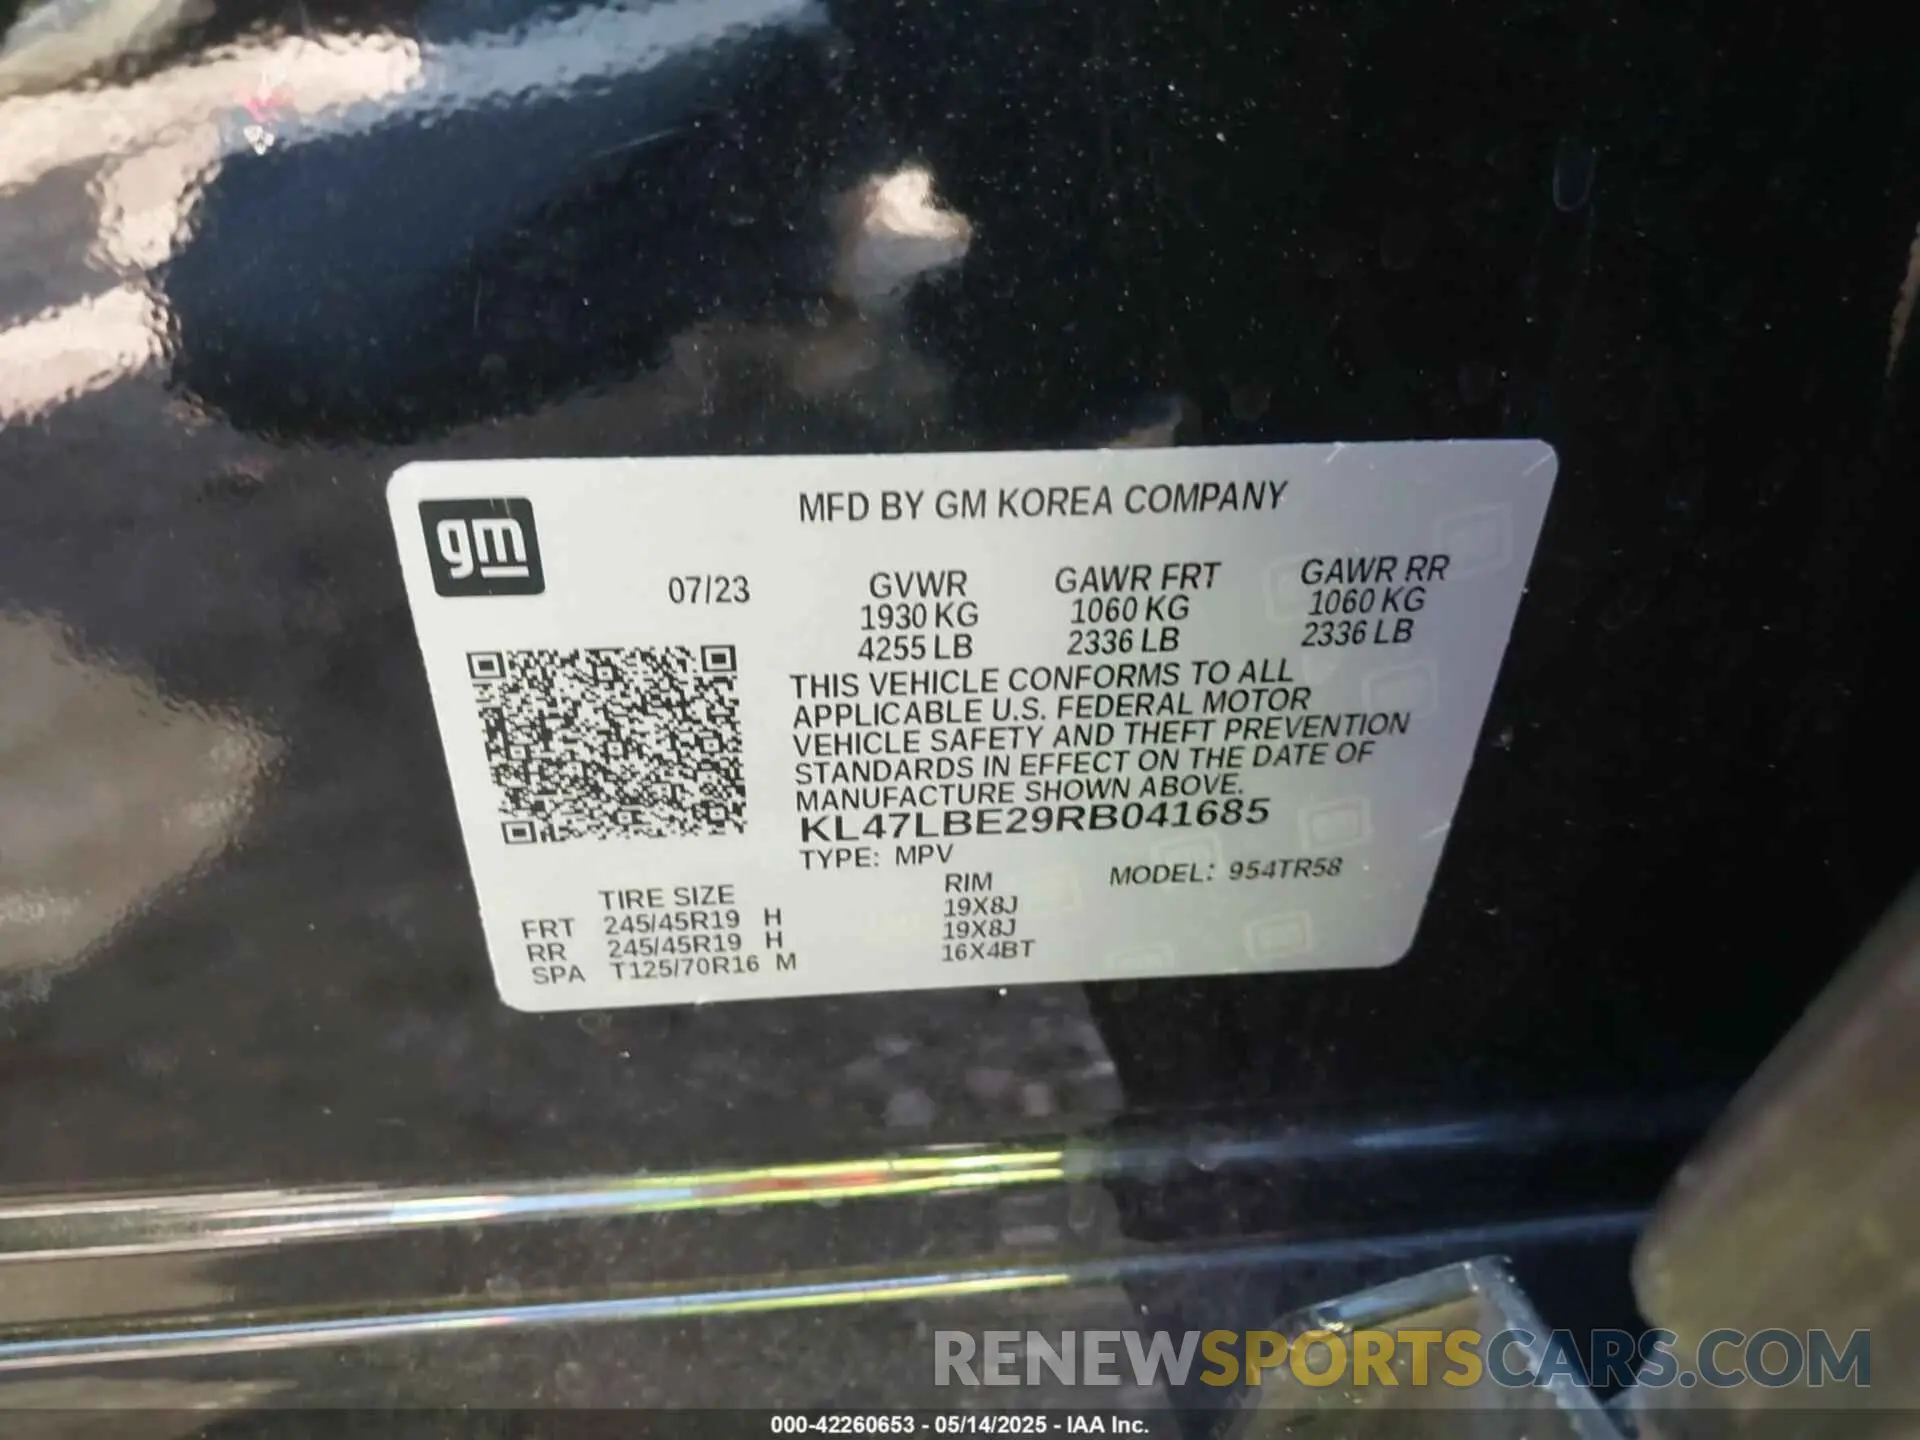 gm
MFD BY GM KOREA COMPANY
07/23 GVWR GAWR FRT GAWR RR
1930 KG 1060 KG 1060 KG
4255 LB 2336 LB 2336 LB
THIS VEHICLE CONFORMS TO ALL
APPLICABLE U.S. FEDERAL MOTOR
VEHICLE SAFETY AND THEFT PREVENTION
STANDARDS IN EFFECT ON THE DATE OF
MANUFACTURE SHOWN ABOVE.
KL47LBE29RB041685
TYPE: MPV MODEL: 954TR58
TIRE SIZE RIM
FRT 245/45R19 H 19X8J
RR 245/45R19 H 19X8J
SPA T125/70R16 M 16X4BT
RENEWSPORTSCARS.COM
000-42260653 - 05/14/2025 - IAA Inc.